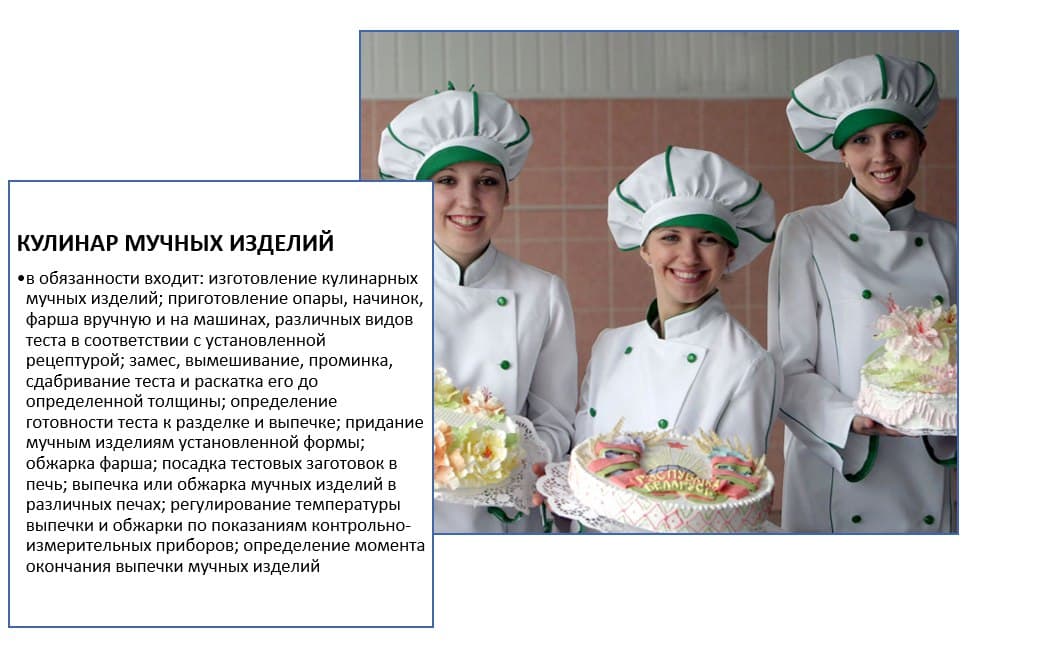 КУЛИНАР МУЧНЫХ ИЗДЕЛИЙ
•в обязанности входит: изготовление кулинарных
мучных изделий; приготовление опары, начинок,
фарша вручную и на машинах, различных видов
теста в соответствии с установленной
рецептурой; замес, вымешивание, проминка,
сдабривание теста и раскатка его до
определенной толщины; определение
готовности теста к разделке и выпечке; придание
мучным изделиям установленной формы;
обжарка фарша; посадка тестовых заготовок в
печь; выпечка или обжарка мучных изделий в
различных печах; регулирование температуры
выпечки и обжарки по показаниям контрольно-
измерительных приборов; определение момента
окончания выпечки мучных изделий
РЭСПУБЛІКА
БЕЛАРУСЬ